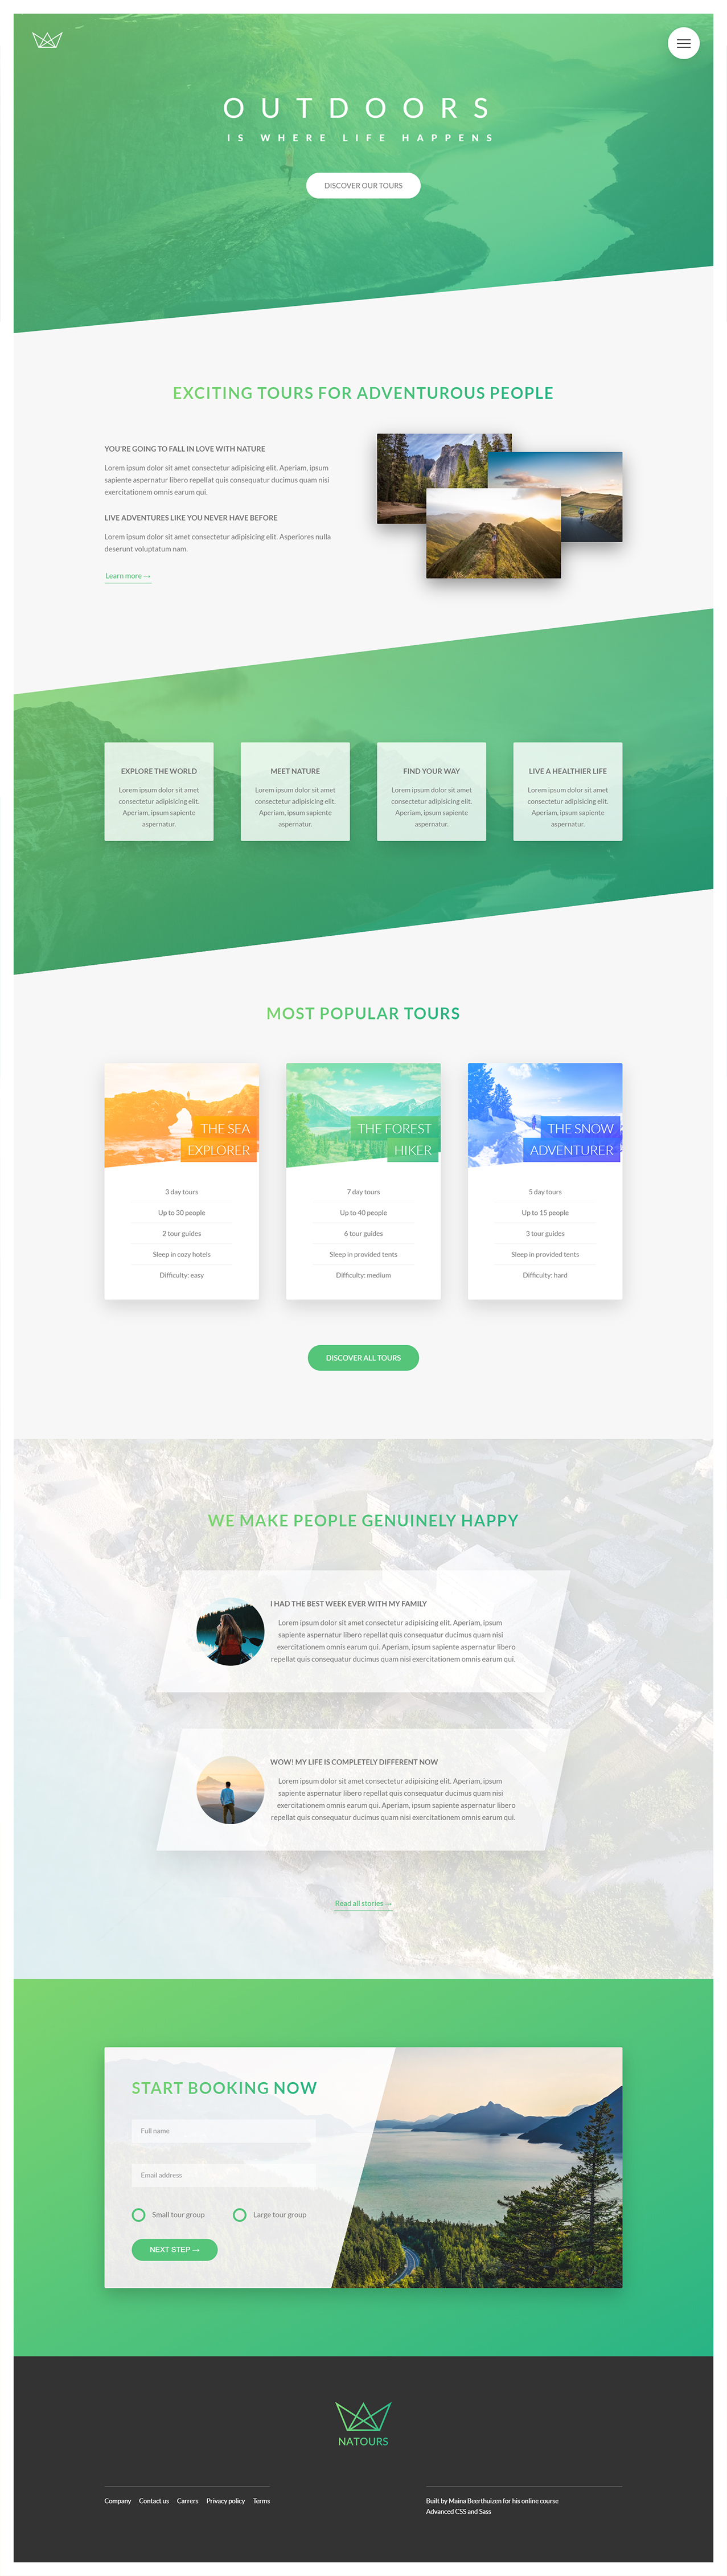 OUTDOORS
IS WHERE LIFE HAPPENS
DISCOVER OUR TOURS
EXCITING TOURS FOR ADVENTUROUS PEOPLE
YOU'RE GOING TO FALL IN LOVE WITH NATURE
Lorem ipsum dolor sit amet consectetur adipisicing elit. Aperiam, ipsum
sapiente aspernatur libero repellat quis consequatur ducimus quam nisi
exercitationem omnis earum qui.
LIVE ADVENTURES LIKE YOU NEVER HAVE BEFORE
Lorem ipsum dolor sit amet consectetur adipisicing elit. Asperiores nulla
deserunt voluptatum nam.
Learn more →
EXPLORE THE WORLD
Lorem ipsum dolor sit amet
consectetur adipisicing elit.
Aperiam, ipsum sapiente
aspernatur.
MEET NATURE
Lorem ipsum dolor sit amet
consectetur adipisicing elit.
Aperiam, ipsum sapiente
aspernatur.
FIND YOUR WAY
Lorem ipsum dolor sit amet
consectetur adipisicing elit.
Aperiam, ipsum sapiente
aspernatur.
LIVE A HEALTHIER LIFE
Lorem ipsum dolor sit amet
consectetur adipisicing elit.
Aperiam, ipsum sapiente
aspernatur.
MOST POPULAR TOURS
THE SEA
EXPLORER
3 day tours
Up to 30 people
2 tour guides
Sleep in cozy hotels
Difficulty: easy
THE FOREST
HIKER
7 day tours
Up to 40 people
6 tour guides
Sleep in provided tents
Difficulty: medium
THE SNOW
ADVENTURER
5 day tours
Up to 15 people
3 tour guides
Sleep in provided tents
Difficulty: hard
DISCOVER ALL TOURS
WE MAKE PEOPLE GENUINELY HAPPY
I HAD THE BEST WEEK EVER WITH MY FAMILY
Lorem ipsum dolor sit amet consectetur adipisicing elit. Aperiam, ipsum
sapiente aspernatur libero repellat quis consequatur ducimus quam nisi
exercitationem omnis earum qui. Aperiam, ipsum sapiente aspernatur libero
repellat quis consequatur ducimus quam nisi exercitationem omnis earum qui.
WOW! MY LIFE IS COMPLETELY DIFFERENT NOW
Lorem ipsum dolor sit amet consectetur adipisicing elit. Aperiam, ipsum
sapiente aspernatur libero repellat quis consequatur ducimus quam nisi
exercitationem omnis earum qui. Aperiam, ipsum sapiente aspernatur libero
repellat quis consequatur ducimus quam nisi exercitationem omnis earum qui.
Read all stories →
START BOOKING NOW
Full name
Email address
Small tour group
Large tour group
NEXT STEP →
NATOURS
Company Contact us Carrers Privacy policy Terms
Built by Maina Beerthuizen for his online course
Advanced CSS and Sass